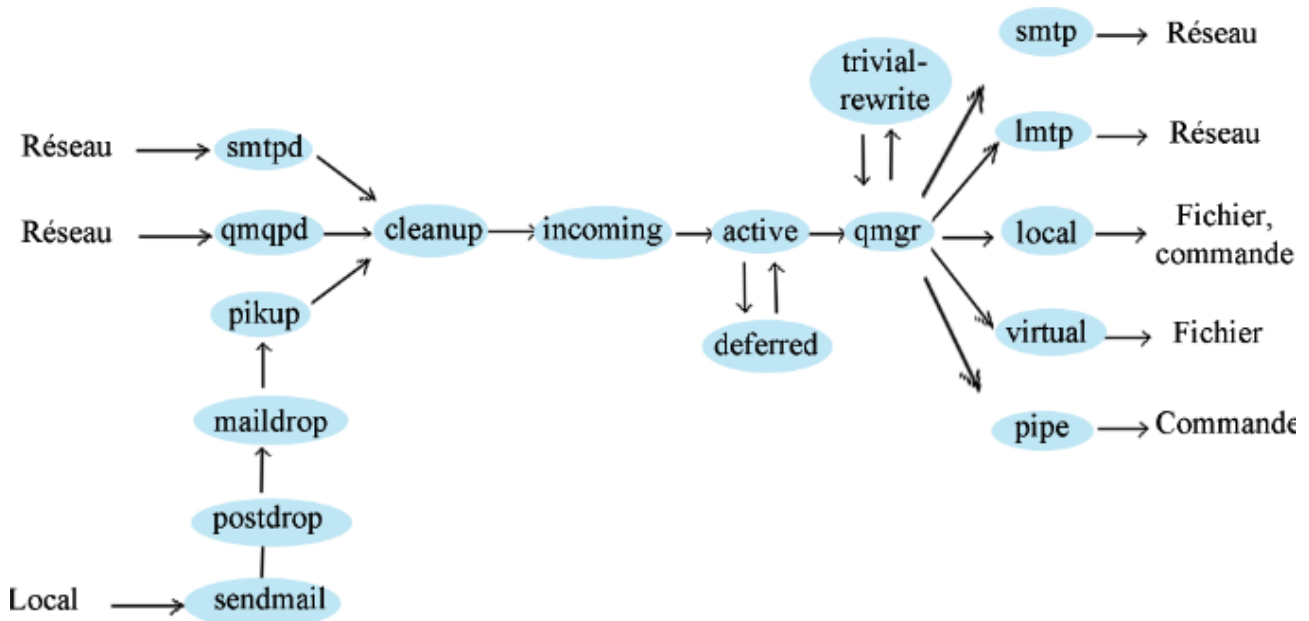 smtp
Réseau
trivial-
rewrite
Réseau
smtpd
lmtp
Réseau
Réseau
qmqpd
cleanup
incoming
active
qmgr
local
Fichier,
commande
pikup
deferred
virtual
Fichier
maildrop
pipe
Commande
postdrop
Local
sendmail